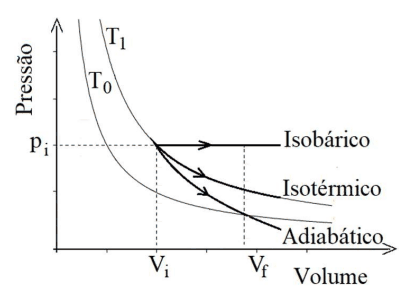 Pressão
T1
T0
pi
Isobárico
Isotérmico
Adiabático
Vi
Vf
Volume